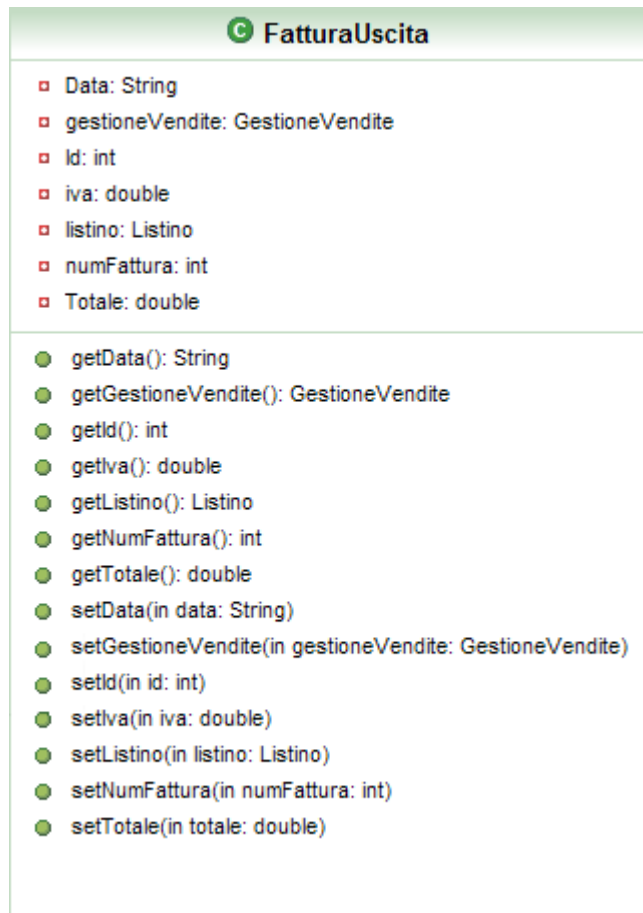 C FatturaUscita
Data: String
gestioneVendite: GestioneVendite
Id: int
iva: double
listino: Listino
numFattura: int
Totale: double
getData(): String
getGestioneVendite(): GestioneVendite
getId(): int
getIva(): double
getListino(): Listino
getNumFattura(): int
getTotale(): double
setData(in data: String)
setGestioneVendite(in gestioneVendite: GestioneVendite)
setId(in id: int)
setIva(in iva: double)
setListino(in listino: Listino)
setNumFattura(in numFattura: int)
setTotale(in totale: double)